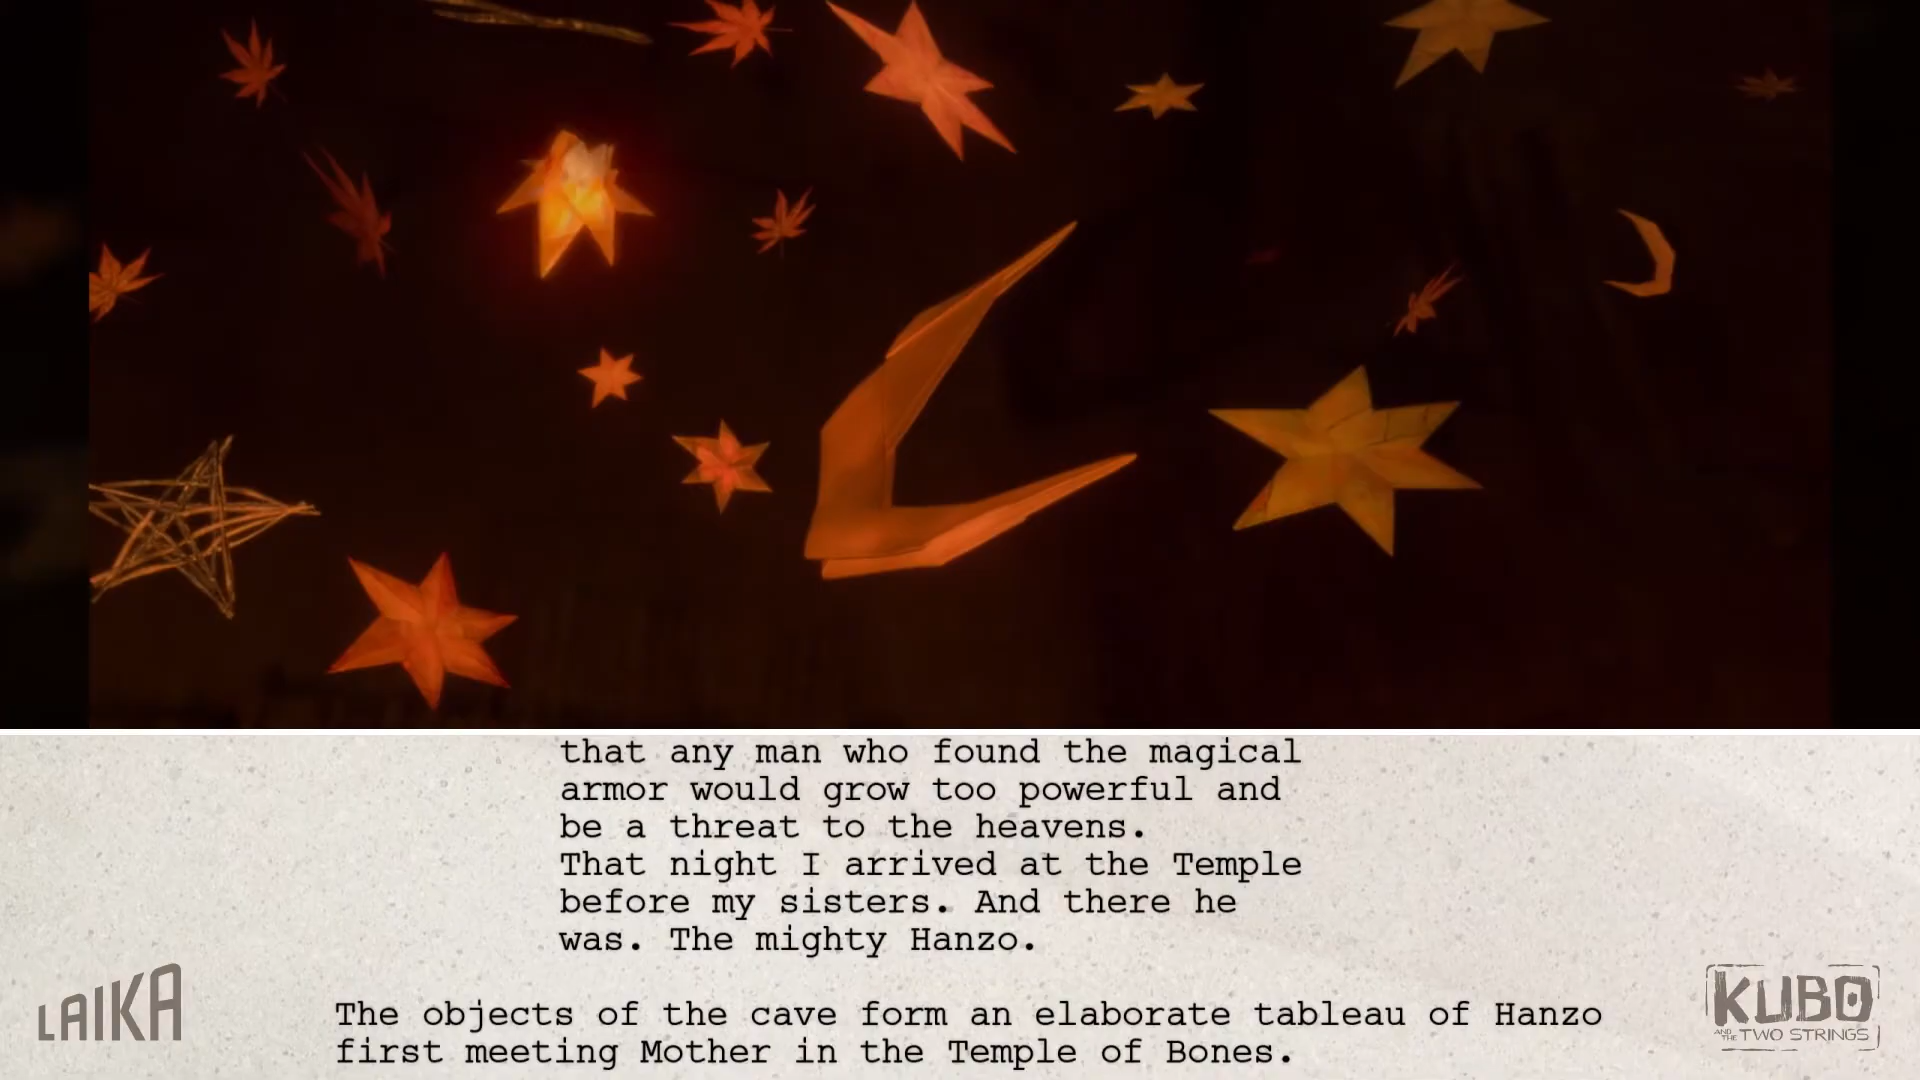 that any man who found the magical
armor would grow too powerful and
be a threat to the heavens.
That night I arrived at the Temple
before my sisters. And there he
was. The mighty Hanzo.
The objects of the cave form an elaborate tableau of Hanzo
first meeting Mother in the Temple of Bones.
LAIKA
KUBO
AND THE TWO STRINGS